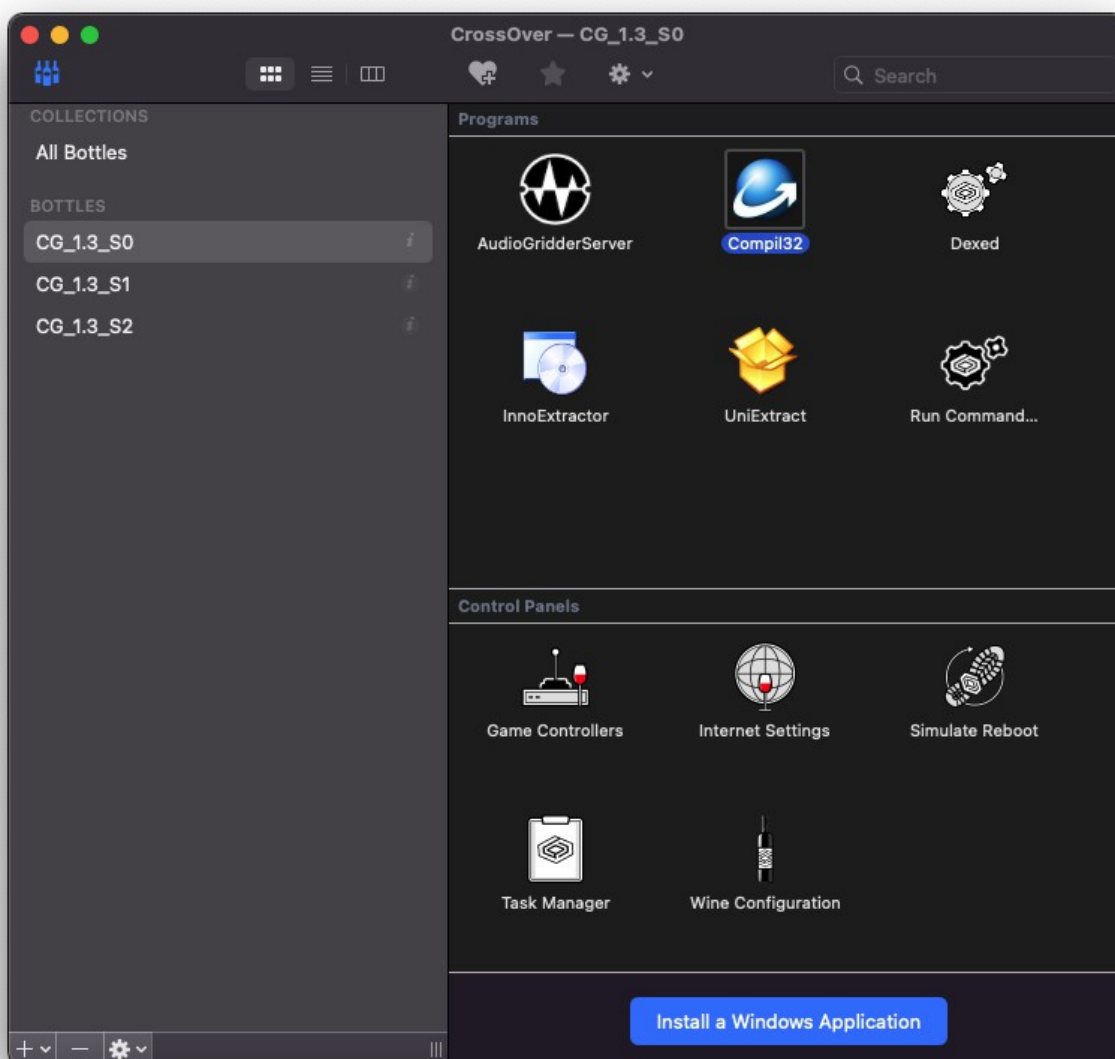 CrossOver — CG_1.3_S0
Search
COLLECTIONS
All Bottles
BOTTLES
CG_1.3_S0
CG_1.3_S1
CG_1.3_S2
Programs
AudioGridderServer
Compil32
Dexed
InnoExtractor
UniExtract
Run Command...
Control Panels
Game Controllers
Internet Settings
Simulate Reboot
Task Manager
Wine Configuration
Install a Windows Application